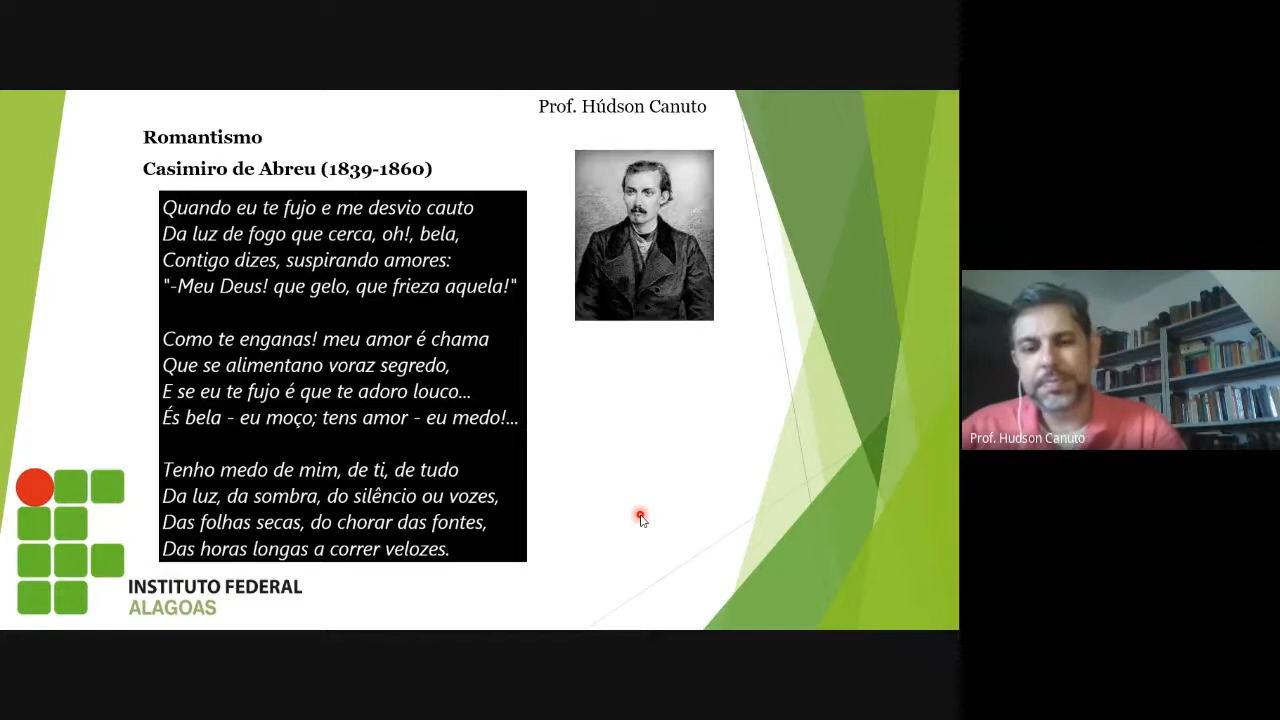 Prof. Húdson Canuto
Romantismo
Casimiro de Abreu (1839-1860)
Quando eu te fujo e me desvio cauto
Da luz de fogo que cerca, oh!, bela,
Contigo dizes, suspirando amores:
"-Meu Deus! que gelo, que frieza aquela!"
Como te enganas! meu amor é chama
Que se alimentano voraz segredo,
E se eu te fujo é que te adoro louco...
És bela - eu moço; tens amor - eu medo!...
Tenho medo de mim, de ti, de tudo
Da luz, da sombra, do silêncio ou vozes,
Das folhas secas, do chorar das fontes,
Das horas longas a correr velozes.
INSTITUTO FEDERAL
ALAGOAS
Prof. Hudson Canuto